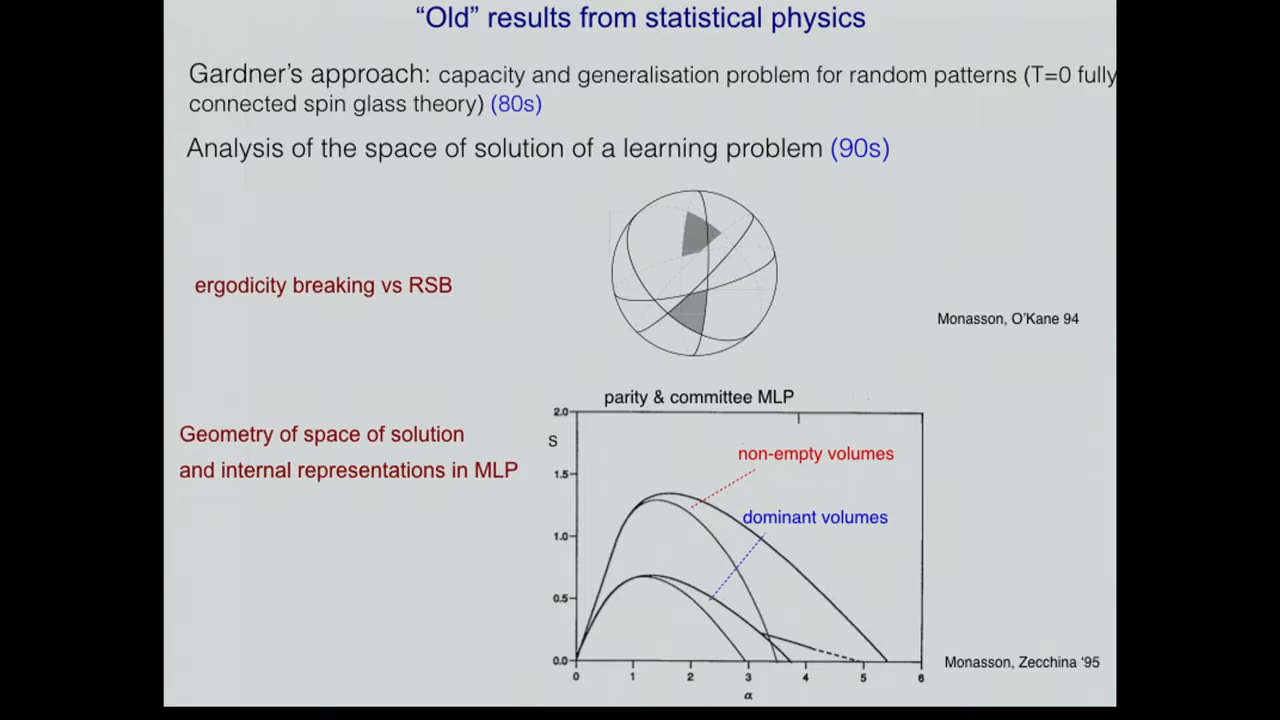 “Old” results from statistical physics
Gardner’s approach: capacity and generalisation problem for random patterns (T=0 fully
connected spin glass theory) (80s)
Analysis of the space of solution of a learning problem (90s)
ergodicity breaking vs RSB
Monasson, O’Kane 94
parity & committee MLP
Geometry of space of solution
and internal representations in MLP
2.0
S
non-empty volumes
1.5
dominant volumes
1.0
0.5
0.0
Monasson, Zecchina ‘95
0 1 2 3 4 5 6
α